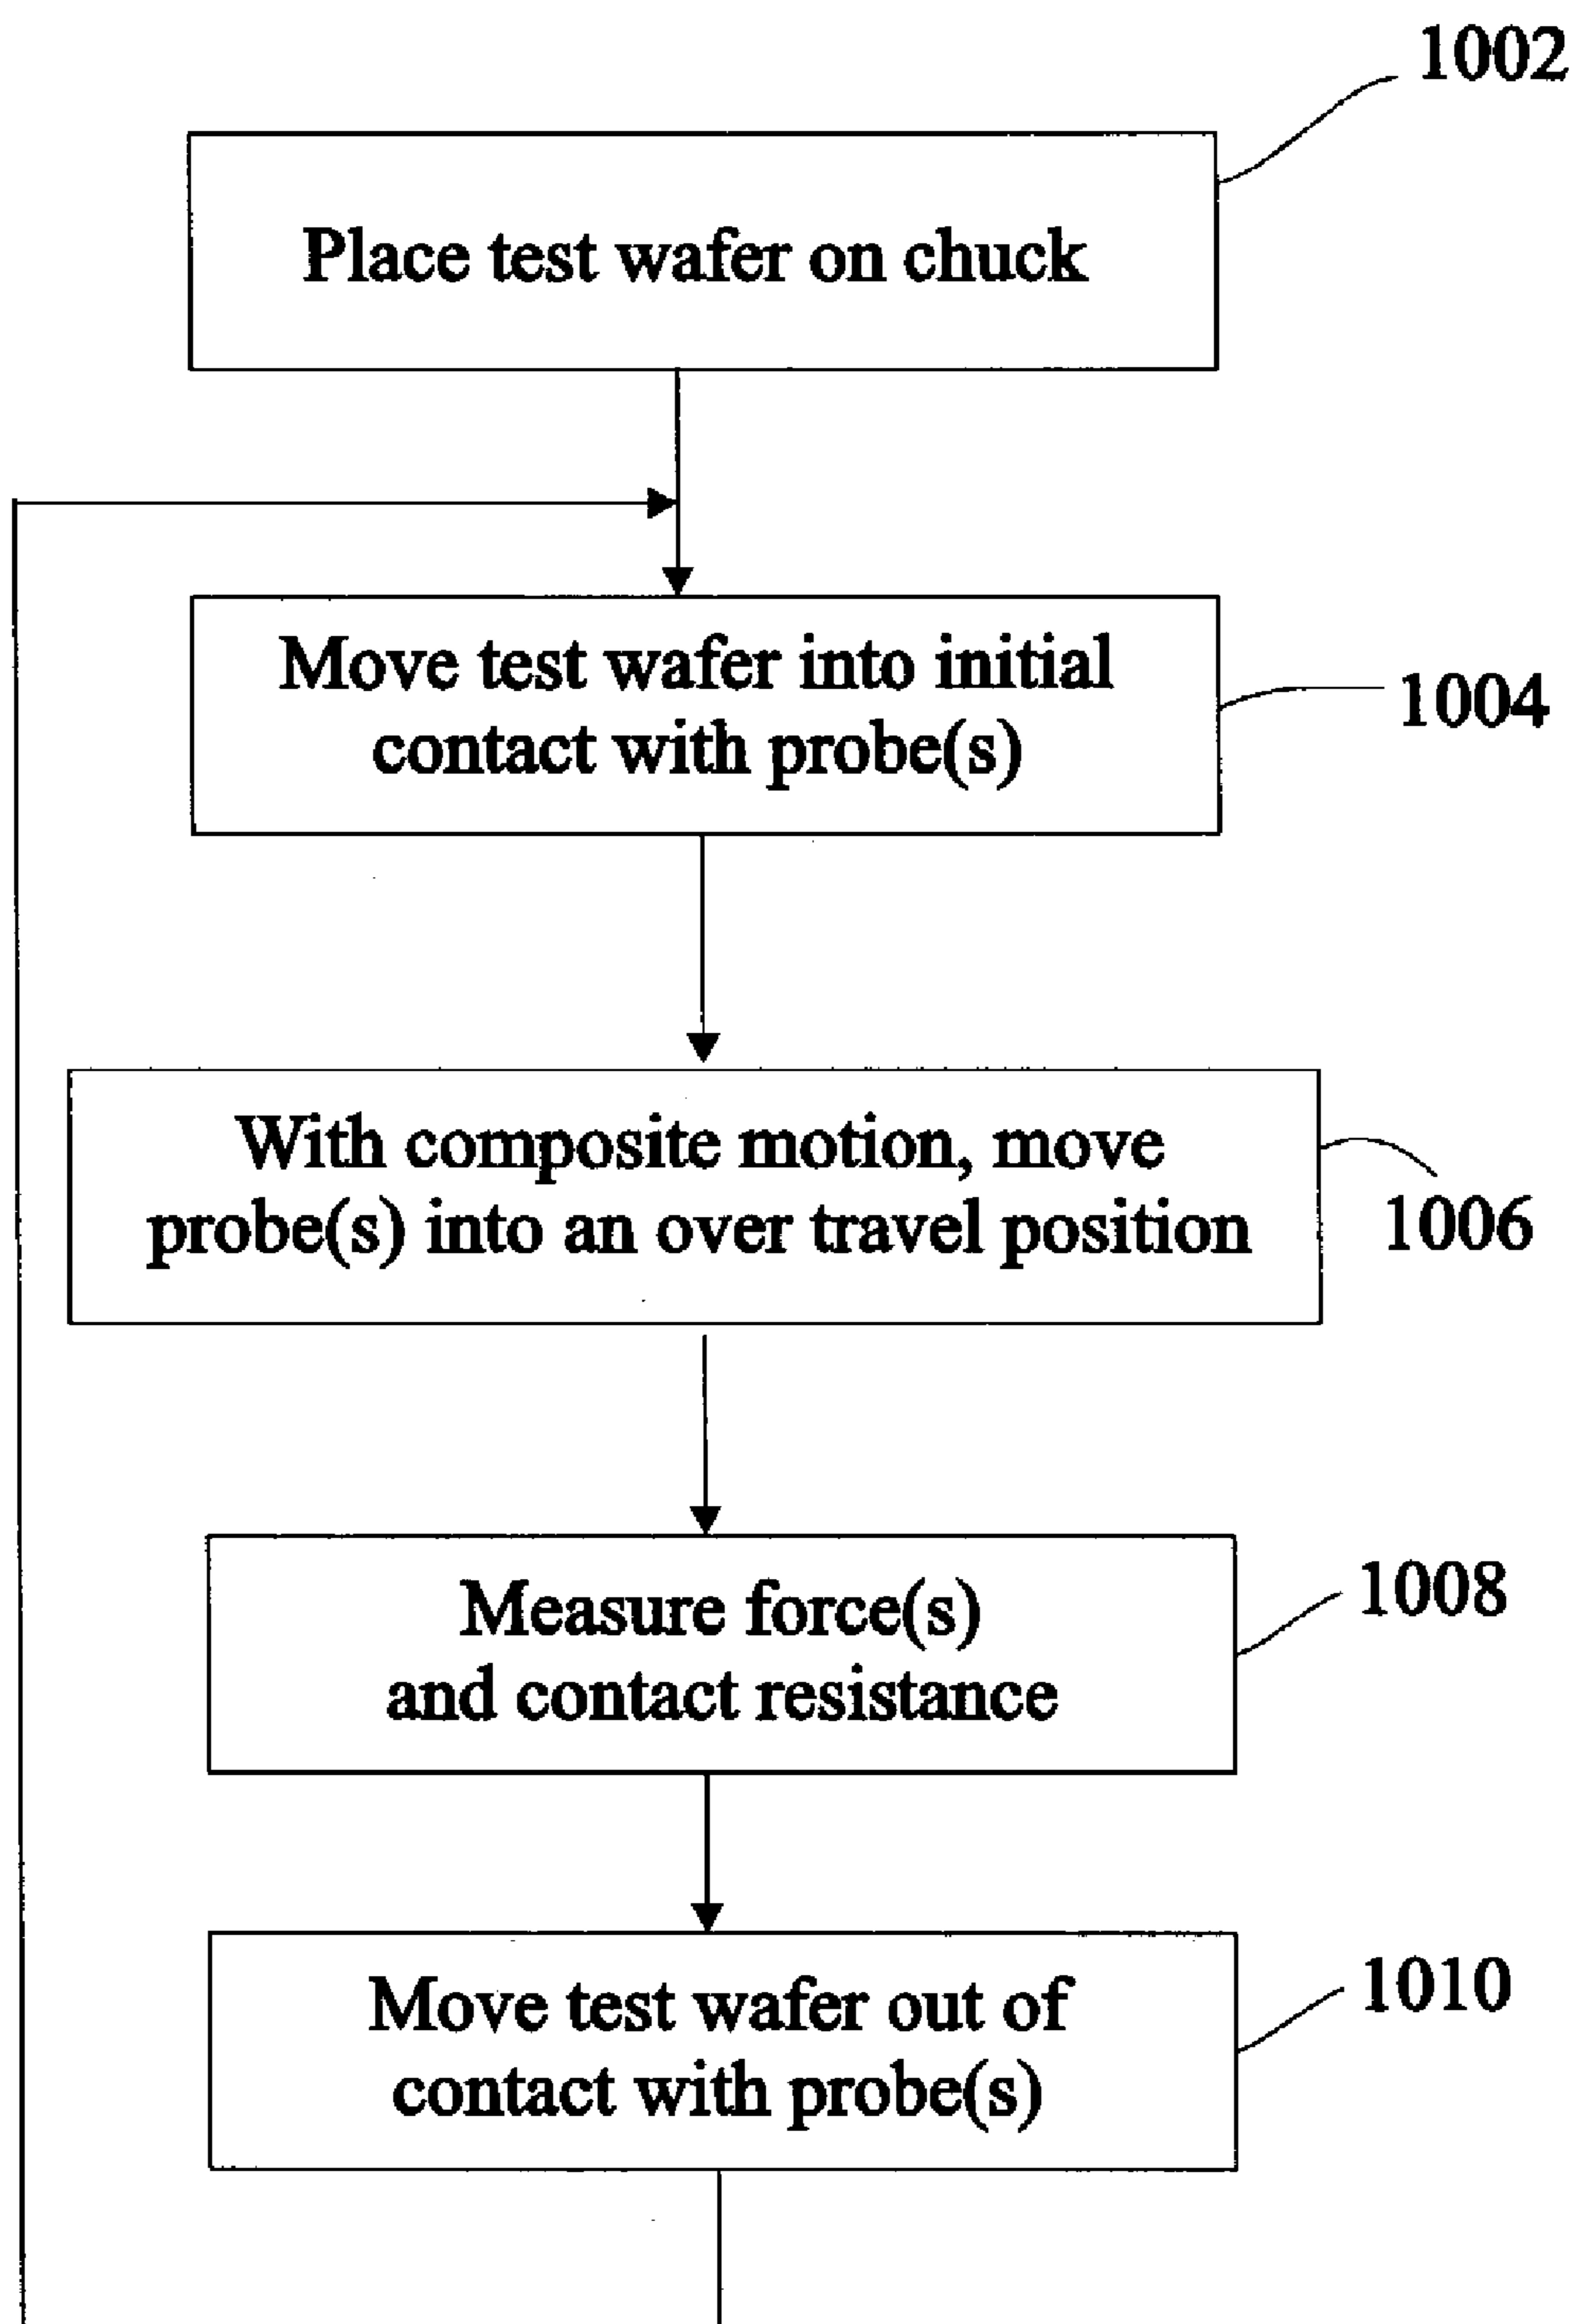 1002
Place test wafer on chuck
Move test wafer into initial
contact with probe(s)
1004
With composite motion, move
probe(s) into an over travel position
1006
Measure force(s)
and contact resistance
1008
Move test wafer out of
contact with probe(s)
1010